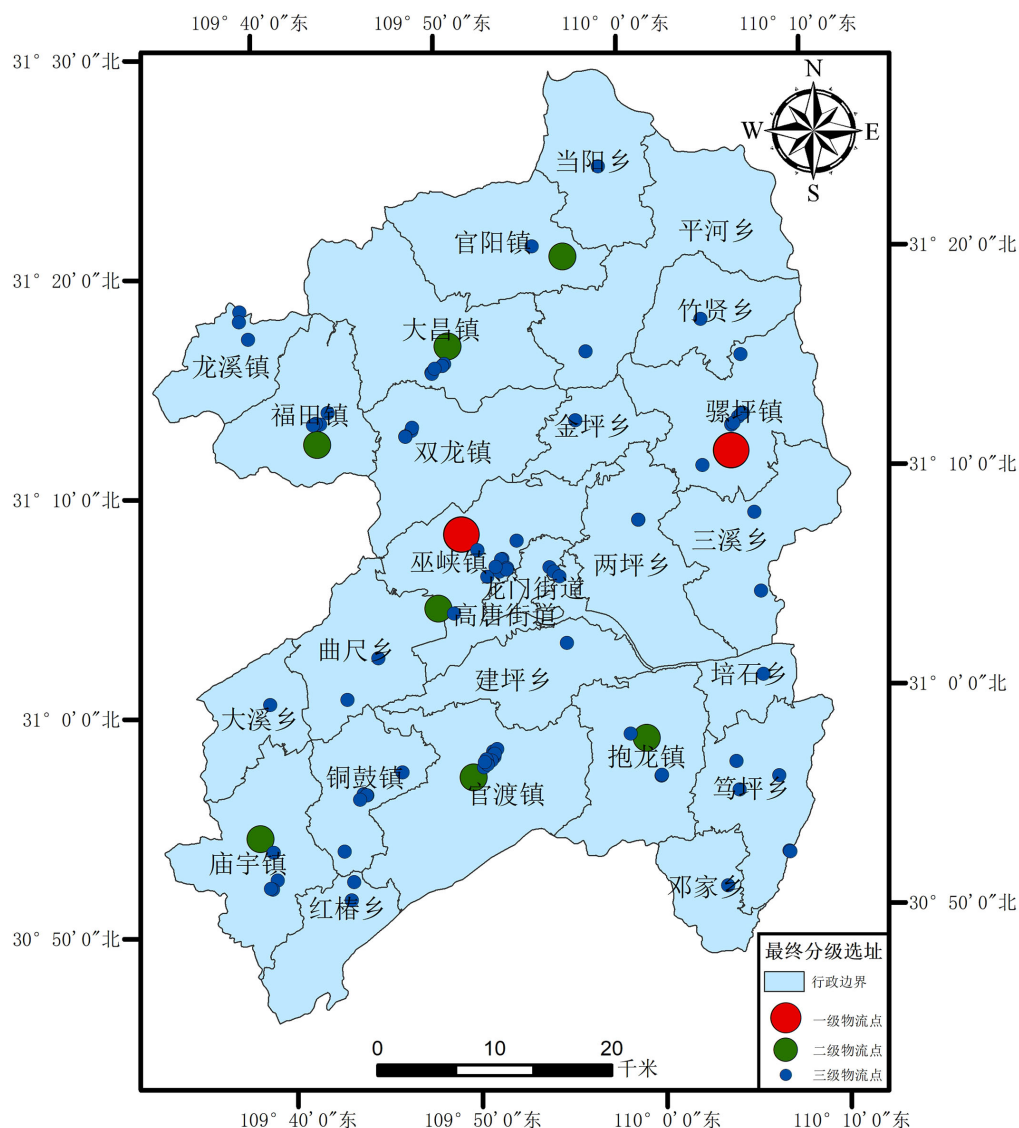 109° 40′0″东
109° 50′0″东
110° 0′0″东
110° 10′0″东
31° 30′0″北
N
W
E
S
当阳乡
官阳镇
平河乡
31° 20′0″北
31° 20′0″北
竹贤乡
大昌镇
龙溪镇
福田镇
骡坪镇
金坪乡
双龙镇
31° 10′0″北
31° 10′0″北
三溪乡
巫峡镇
两坪乡
龙门街道
高唐街道
曲尺乡
建坪乡
培石乡
31° 0′0″北
31° 0′0″北
大溪乡
抱龙镇
铜鼓镇
官渡镇
笃坪乡
庙宇镇
邓家乡
红椿乡
30° 50′0″北
30° 50′0″北
最终分级选址
行政边界
一级物流点
二级物流点
三级物流点
0 10 20
千米
109° 40′0″东
109° 50′0″东
110° 0′0″东
110° 10′0″东